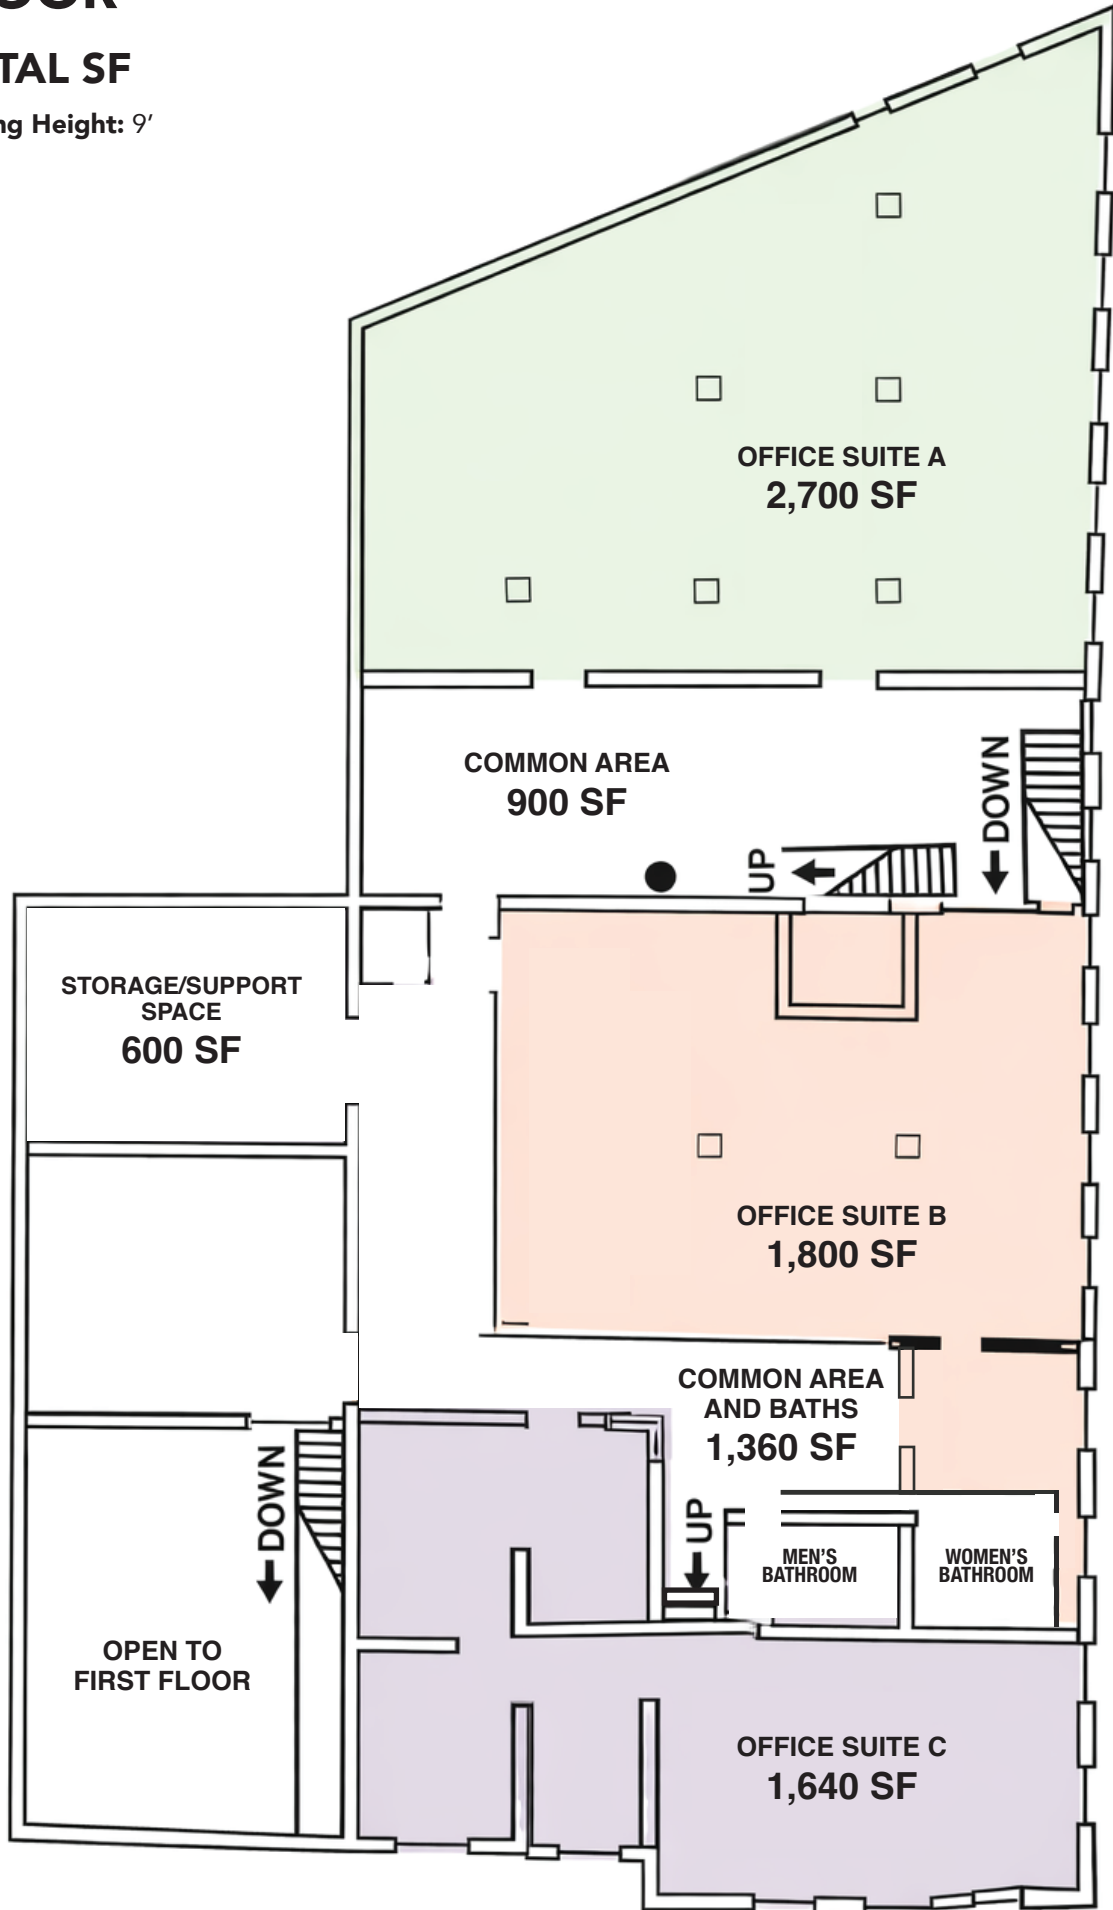 TAL SF
ng Height: 9′
OFFICE SUITE A
2,700 SF
COMMON AREA
900 SF
DOWN
UP
STORAGE/SUPPORT
SPACE
600 SF
OFFICE SUITE B
1,800 SF
COMMON AREA
AND BATHS
1,360 SF
DOWN
UP
MEN'S
BATHROOM
WOMEN'S
BATHROOM
OPEN TO
FIRST FLOOR
OFFICE SUITE C
1,640 SF